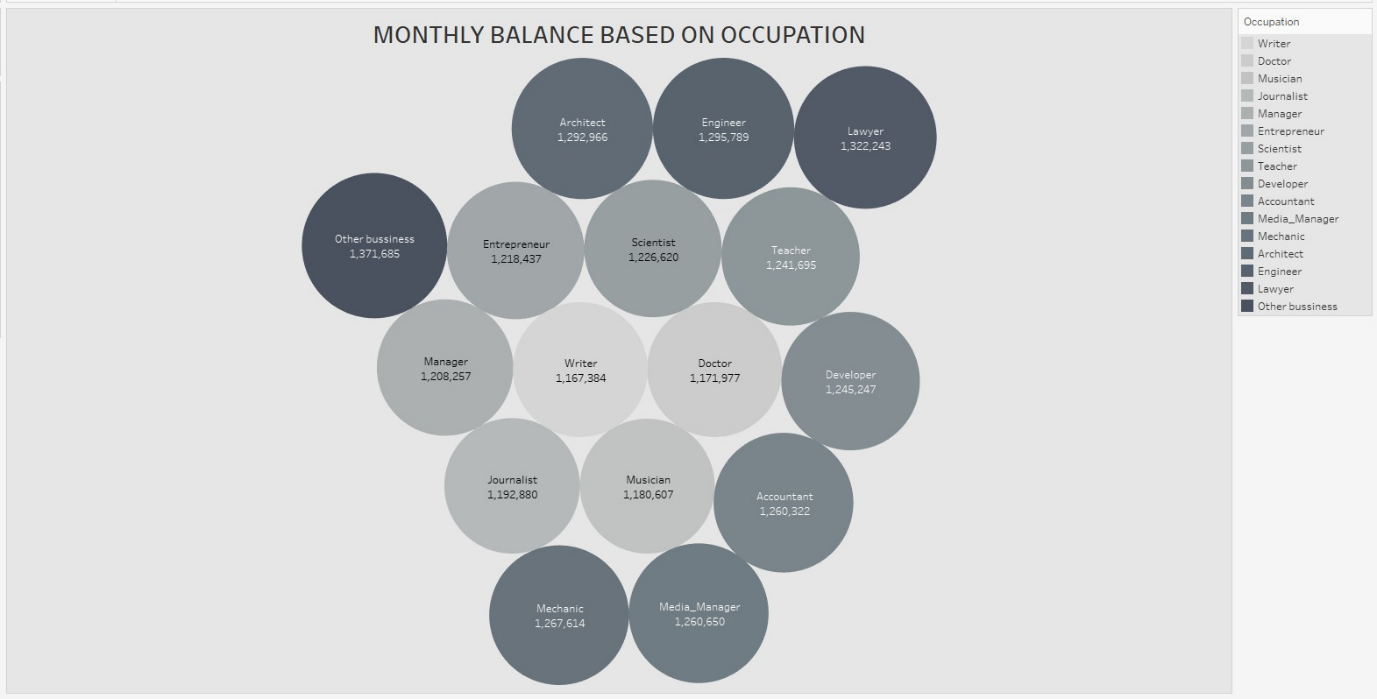 MONTHLY BALANCE BASED ON OCCUPATION
Architect
1,292,966
Engineer
1,295,789
Lawyer
1,322,243
Other bussiness
1,371,685
Entrepreneur
1,218,437
Scientist
1,226,620
Teacher
1,241,695
Manager
1,208,257
Writer
1,167,384
Doctor
1,171,977
Developer
1,245,247
Journalist
1,192,880
Musician
1,180,607
Accountant
1,260,322
Mechanic
1,267,614
Media_Manager
1,260,650
Occupation
Writer
Doctor
Musician
Journalist
Manager
Entrepreneur
Scientist
Teacher
Developer
Accountant
Media_Manager
Mechanic
Architect
Engineer
Lawyer
Other bussiness